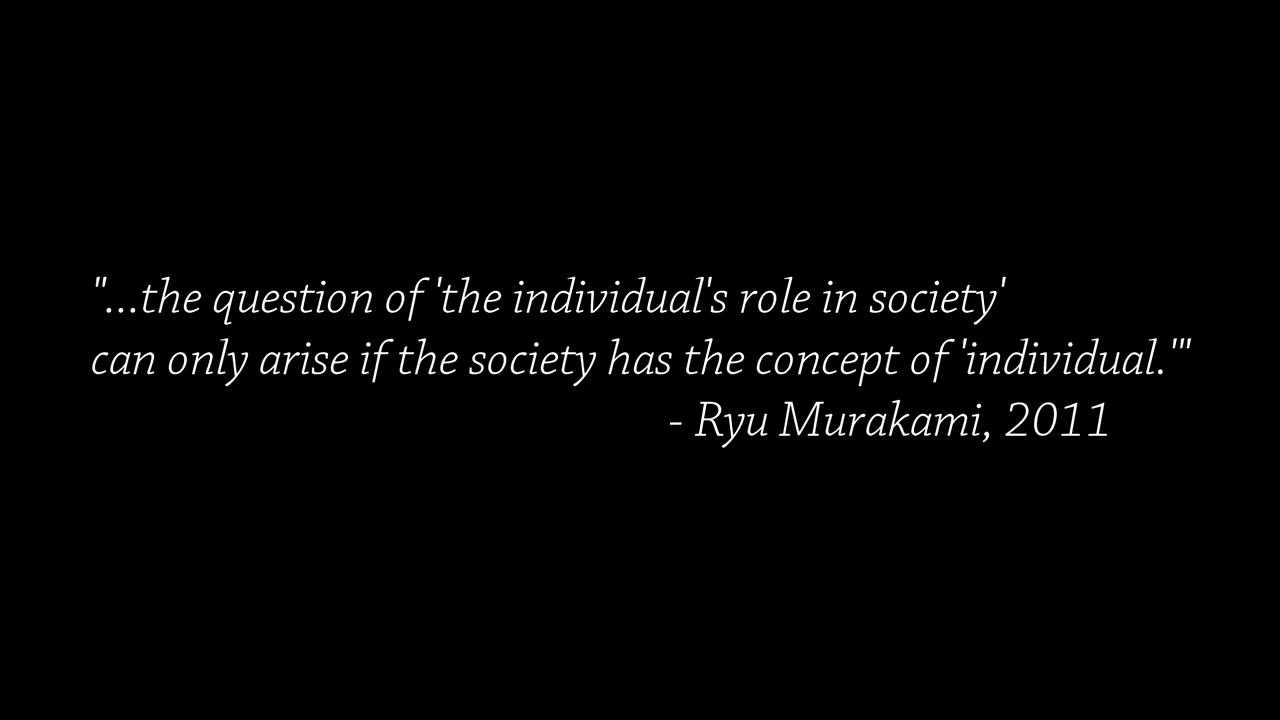 "...the question of 'the individual's role in society'
can only arise if the society has the concept of 'individual.'"
- Ryu Murakami, 2011